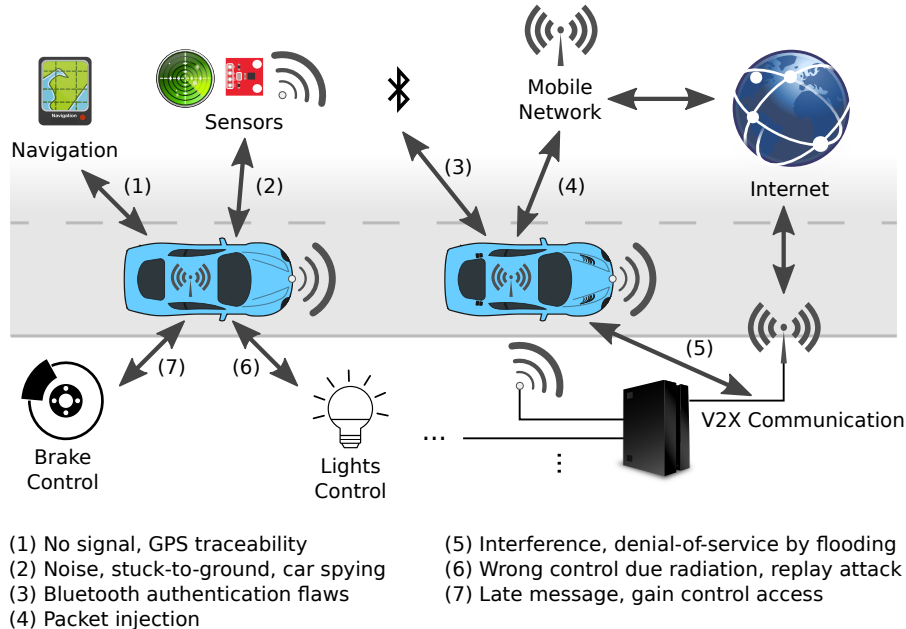 Mobile
Network
Sensors
Navigation
Navigation
Internet
(1)
(2)
(3)
(4)
(5)
(6)
(7)
V2X Communication
Brake
Control
Lights
Control
...
...
(1) No signal, GPS traceability
(2) Noise, stuck-to-ground, car spying
(3) Bluetooth authentication flaws
(4) Packet injection
(5) Interference, denial-of-service by flooding
(6) Wrong control due radiation, replay attack
(7) Late message, gain control access